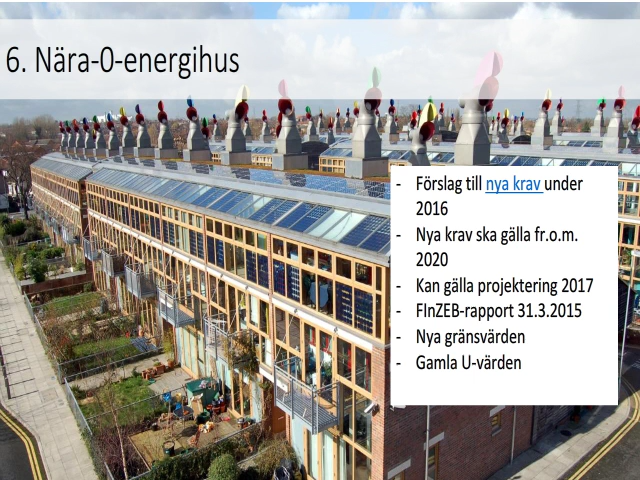 6. Nära-0-energihus
- Förslag till nya krav under
2016
- Nya krav ska gälla fr.o.m.
2020
- Kan gälla projektering 2017
- FInZEB-rapport 31.3.2015
- Nya gränsvärden
- Gamla U-värden